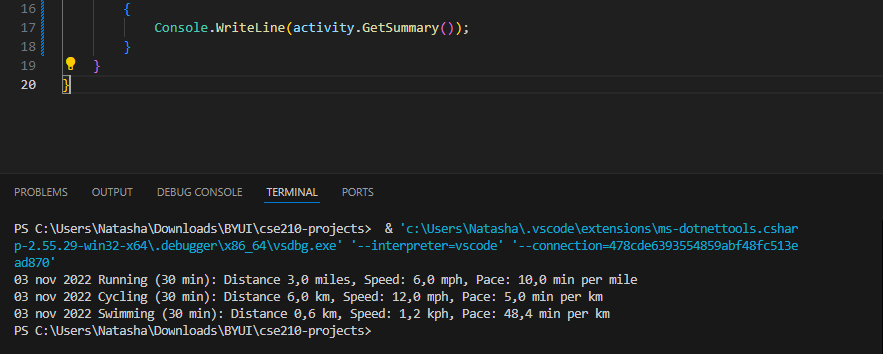 16 {
17 Console.WriteLine(activity.GetSummary());
18 }
19 }
20 }
PROBLEMS OUTPUT DEBUG CONSOLE TERMINAL PORTS
PS C:\Users\Natasha\Downloads\BYUI\cse210-projects>  & 'c:\Users\Natasha\.vscode\extensions\ms-dotnettools.cshar
p-2.55.29-win32-x64\.debugger\x86_64\vsdbg.exe' '--interpreter=vscode' '--connection=478cde6393554859abf48fc513e
ad870'
03 nov 2022 Running (30 min): Distance 3,0 miles, Speed: 6,0 mph, Pace: 10,0 min per mile
03 nov 2022 Cycling (30 min): Distance 6,0 km, Speed: 12,0 mph, Pace: 5,0 min per km
03 nov 2022 Swimming (30 min): Distance 0,6 km, Speed: 1,2 kph, Pace: 48,4 min per km
PS C:\Users\Natasha\Downloads\BYUI\cse210-projects>